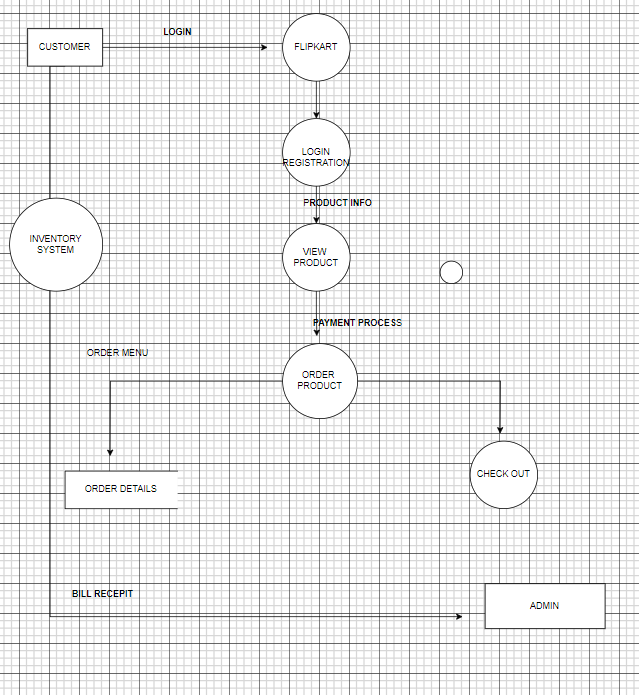 LOGIN
CUSTOMER
FLIPKART
LOGIN
REGISTRATION
PRODUCT INFO
INVENTORY
SYSTEM
VIEW
PRODUCT
PAYMENT PROCESS
ORDER MENU
ORDER
PRODUCT
CHECK OUT
ORDER DETAILS
BILL RECEPIT
ADMIN